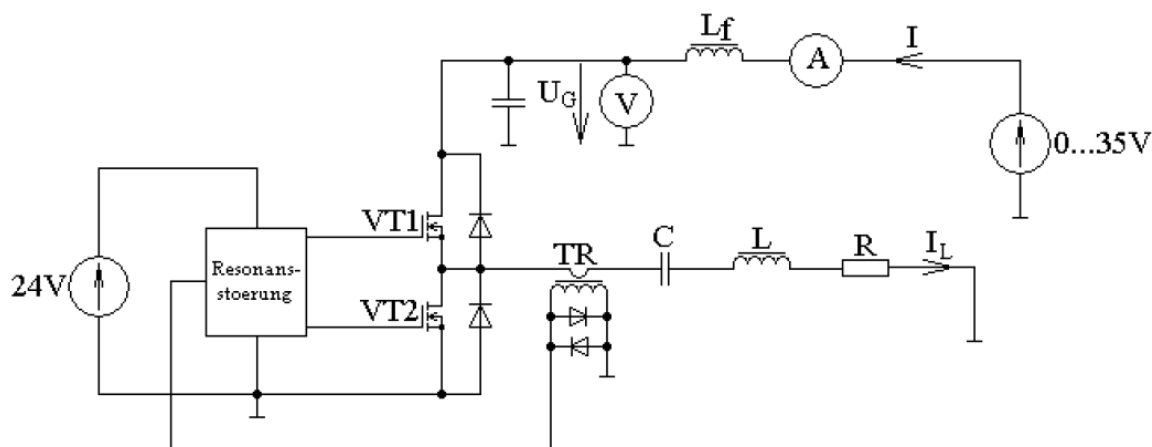 Lf
I
A
UG
V
0...35V
VT1
Resonans-
stoerung
24V
VT2
TR
C
L
R
IL